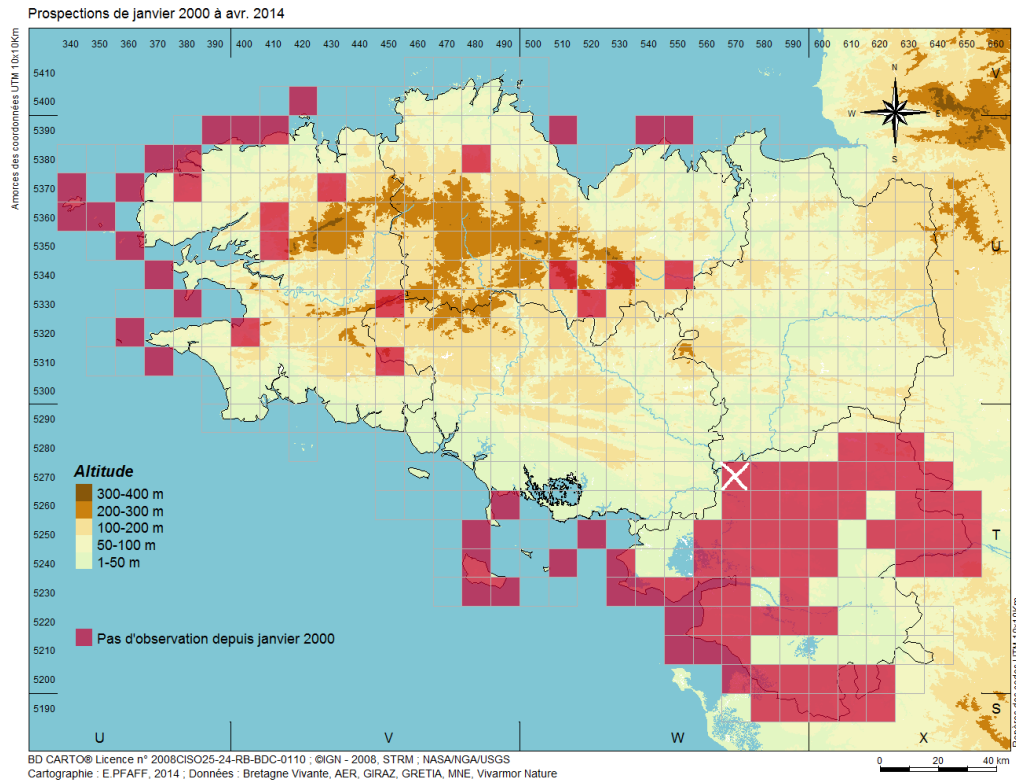 Prospections de janvier 2000 à avr. 2014
Amorces des coordonnées UTM 10x10Km
340 350 360 370 380 390 400 410 420 430 440 450 460 470 480 490 500 510 520 530 540 550 560 570 580 590 600 610 620 630 640 650 660
5410
5400
5390
5380
5370
5360
5350
5340
5330
5320
5310
5300
5290
5280
5270
5260
5250
5240
5230
5220
5210
5200
5190
N
W
E
S
V
U
T
S
Altitude
300-400 m
200-300 m
100-200 m
50-100 m
1-50 m
Pas d'observation depuis janvier 2000
U V W X
BD CARTO® Licence n° 2008CISO25-24-RB-BDC-0110 ; ©IGN - 2008, STRM ; NASA/NGA/USGS
Cartographie : E.PFAFF, 2014 ; Données : Bretagne Vivante, AER, GIRAZ, GRETIA, MNE, Vivarmor Nature
0 20 40 km